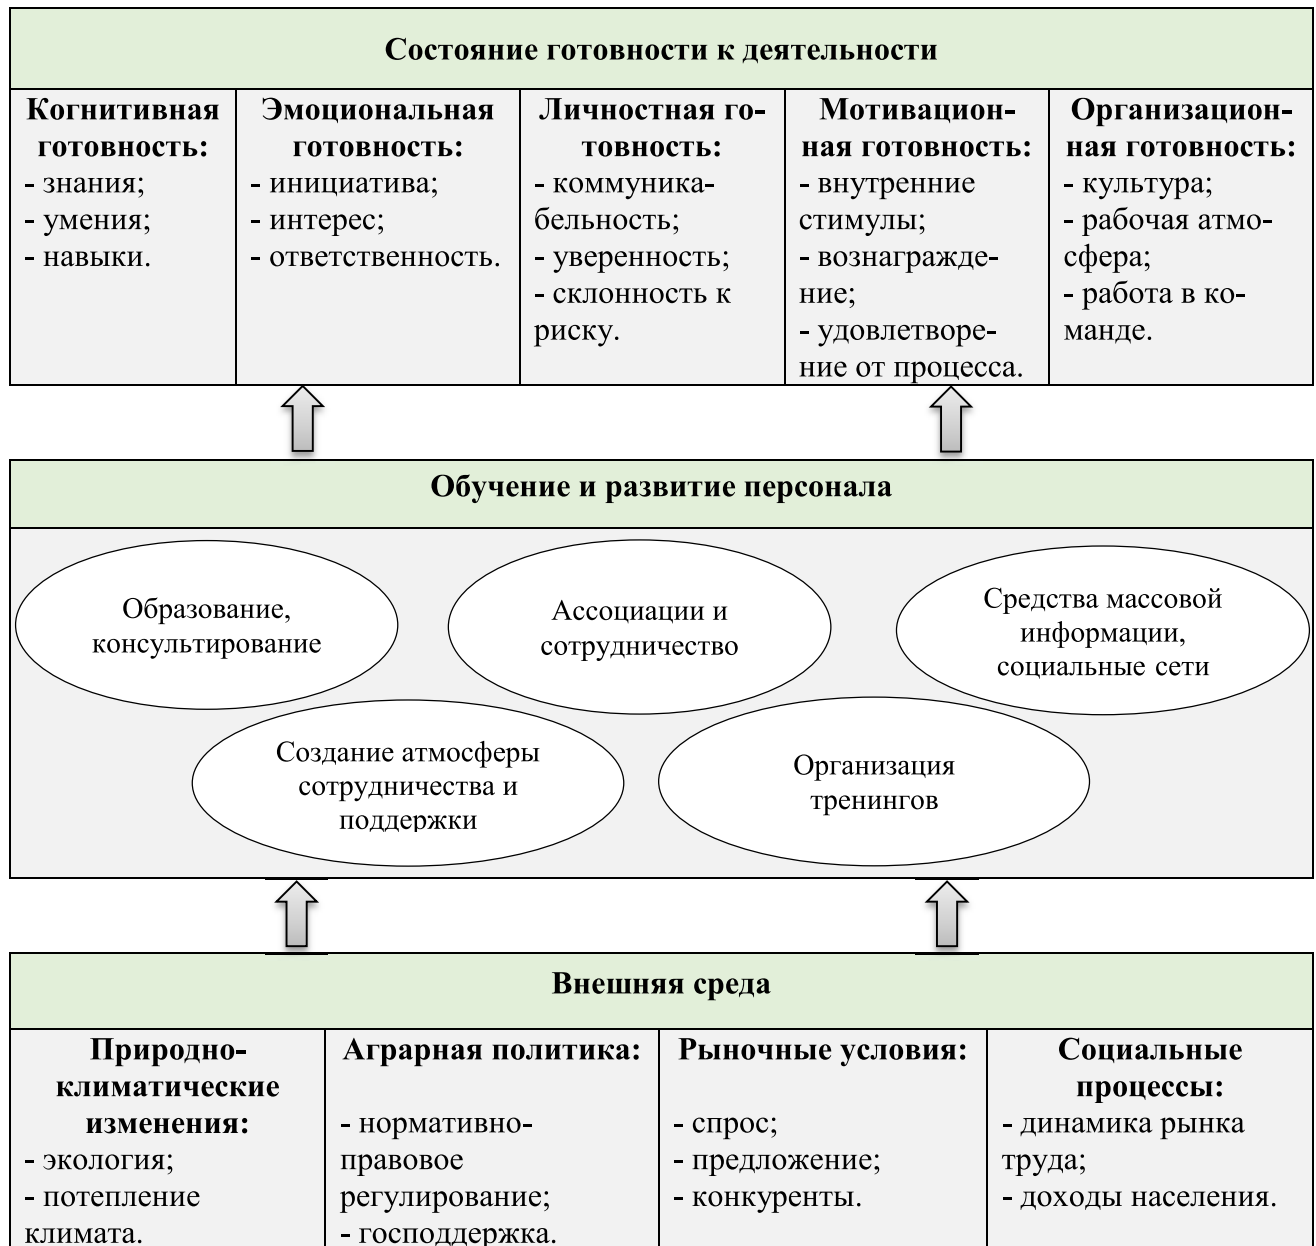 Состояние готовности к деятельности
Когнитивная
готовность:
- знания;
- умения;
- навыки.
Эмоциональная
готовность:
- инициатива;
- интерес;
- ответственность.
Личностная го-
товность:
- коммуника-
бельность;
- уверенность;
- склонность к
риску.
Мотивацион-
ная готовность:
- внутренние
стимулы;
- вознагражде-
ние;
- удовлетворе-
ние от процесса.
Организацион-
ная готовность:
- культура;
- рабочая атмо-
сфера;
- работа в ко-
манде.
Обучение и развитие персонала
Образование,
консультирование
Ассоциации и
сотрудничество
Средства массовой
информации,
социальные сети
Создание атмосферы
сотрудничества и
поддержки
Организация
тренингов
Внешняя среда
Природно-
климатические
изменения:
- экология;
- потепление
климата.
Аграрная политика:
- нормативно-
правовое
регулирование;
- господдержка.
Рыночные условия:
- спрос;
- предложение;
- конкуренты.
Социальные
процессы:
- динамика рынка
труда;
- доходы населения.